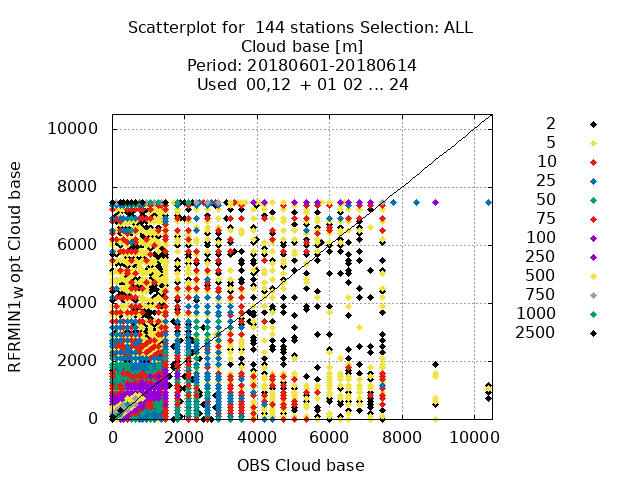 Scatterplot for 144 stations Selection: ALL
Cloud base [m]
Period: 20180601-20180614
Used 00,12 + 01 02 ... 24
10000
8000
6000
4000
2000
0
RFRMIN1W opt Cloud base
0 2000 4000 6000 8000 10000
OBS Cloud base
2
5
10
25
50
75
100
250
500
750
1000
2500